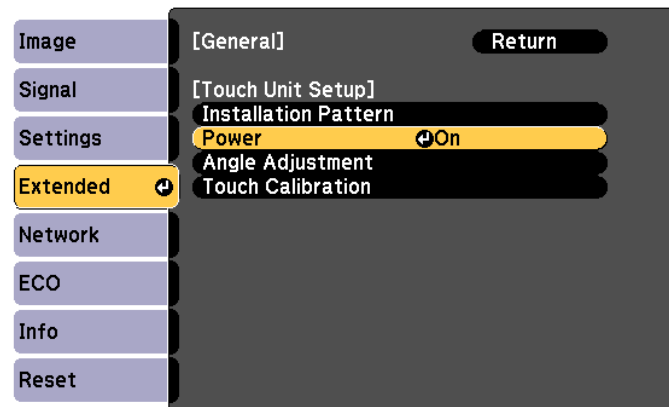 Image
Signal
Settings
Extended
Network
ECO
Info
Reset
[General] Return
[Touch Unit Setup]
Installation Pattern
Power On
Angle Adjustment
Touch Calibration